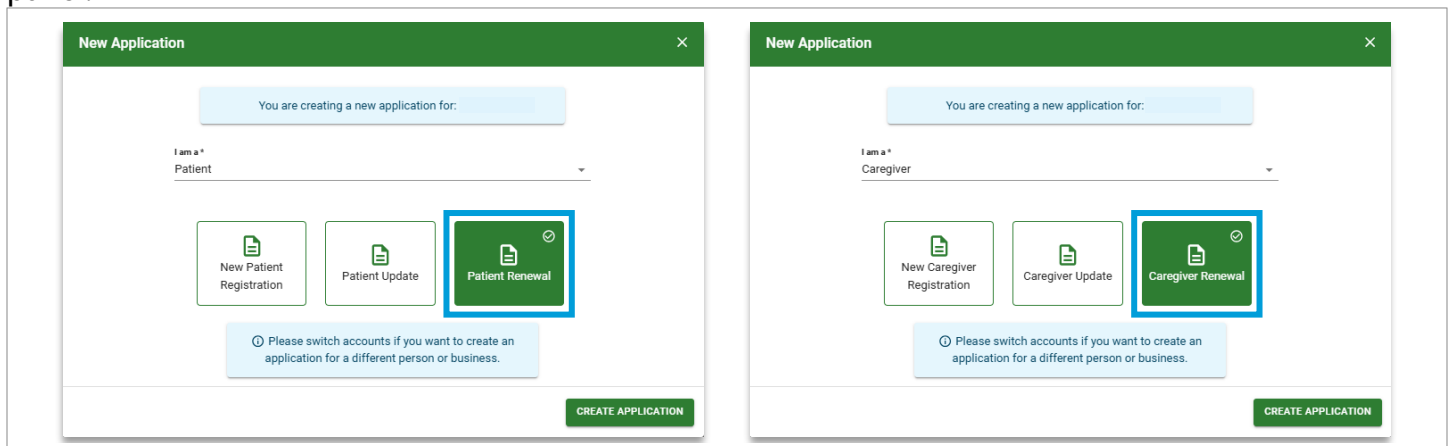 New Application
You are creating a new application for:
I am a *
Patient
New Patient
Registration
Patient Update
Patient Renewal
Please switch accounts if you want to create an
application for a different person or business.
CREATE APPLICATION
New Application
You are creating a new application for:
I am a *
Caregiver
New Caregiver
Registration
Caregiver Update
Caregiver Renewal
Please switch accounts if you want to create an
application for a different person or business.
CREATE APPLICATION